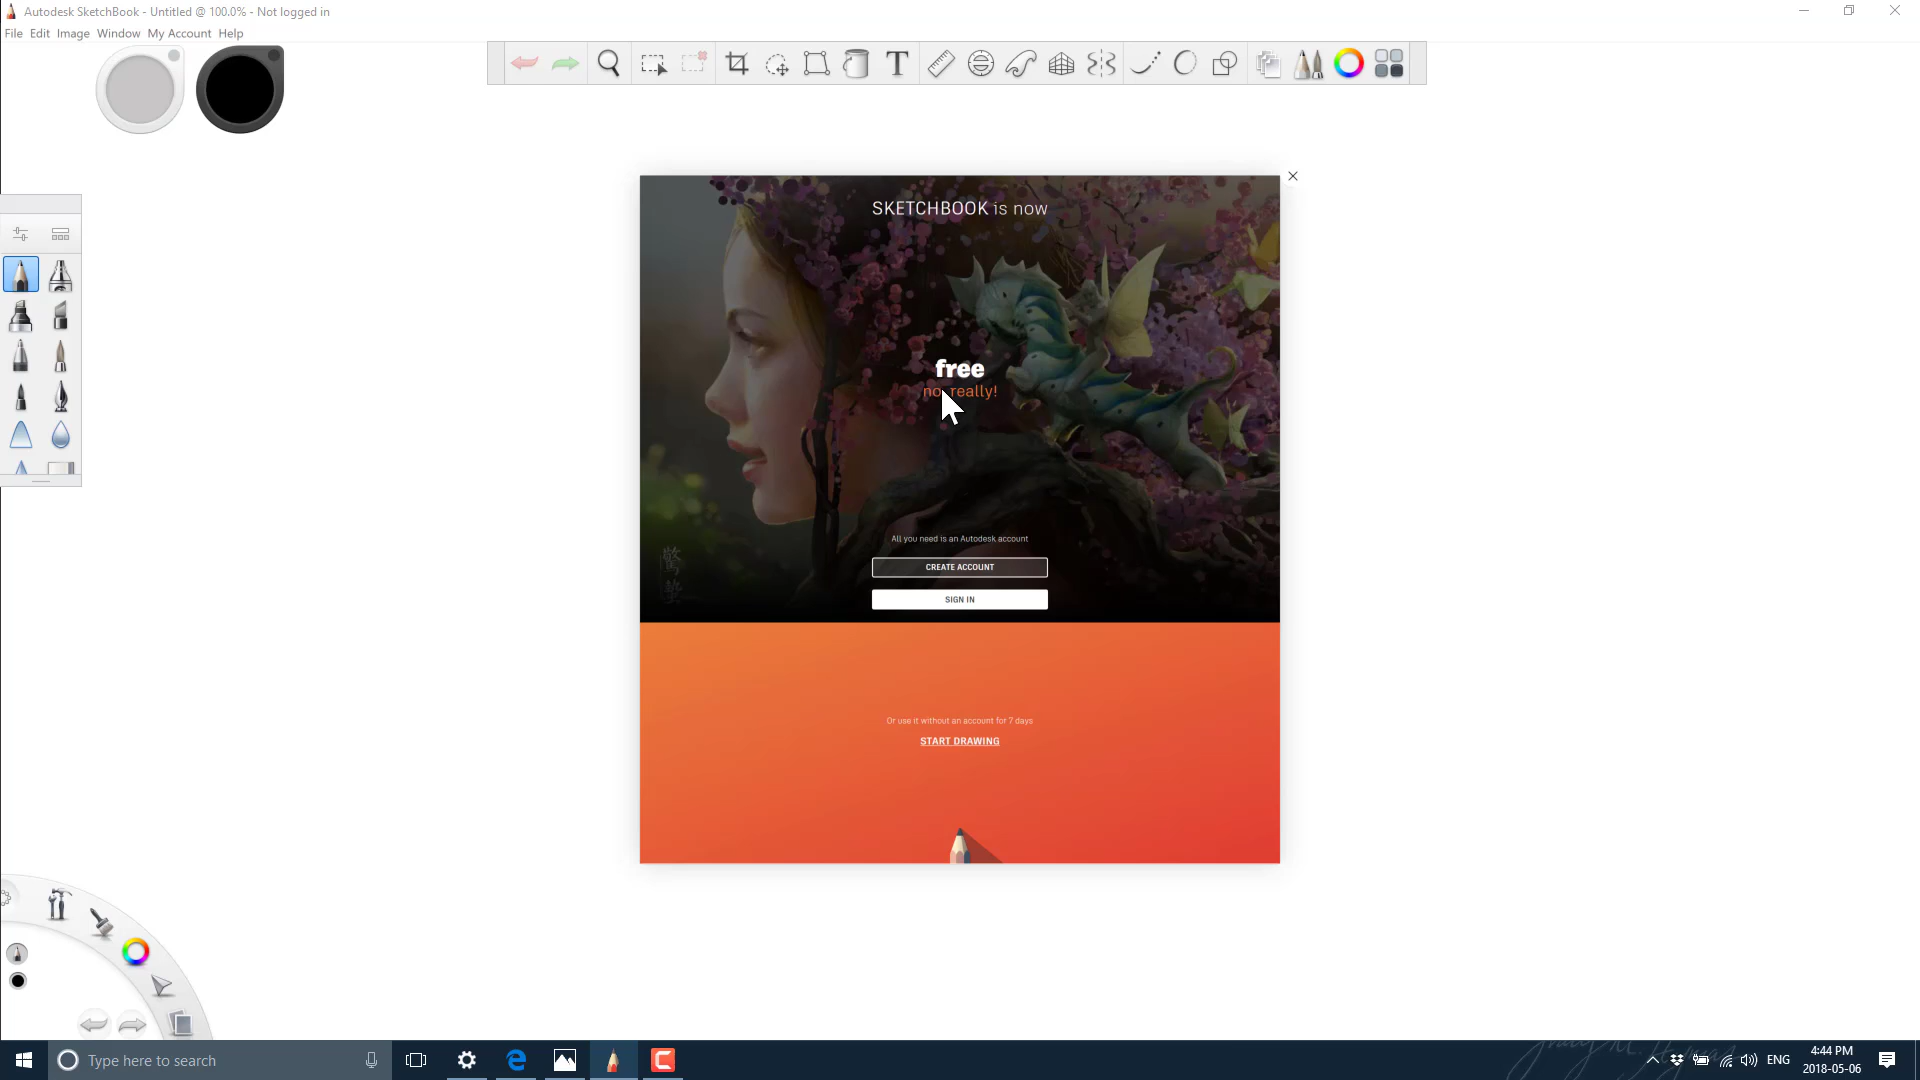 Autodesk SketchBook - Untitled @ 100.0% - Not logged in
File Edit Image Window My Account Help
T
SKETCHBOOK is now
free
no, really!
驚
蟄
All you need is an Autodesk account
CREATE ACCOUNT
SIGN IN
Or use it without an account for 7 days
START DRAWING
Type here to search
ENG
4:44 PM
2018-05-06